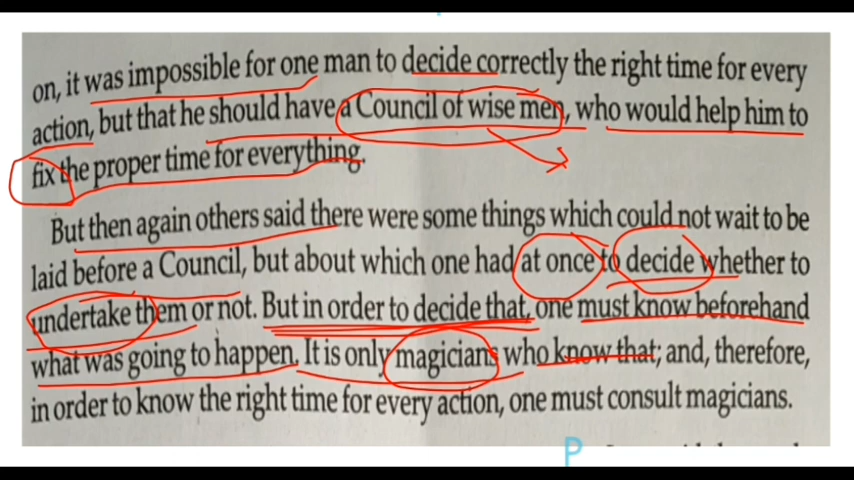 on, it was impossible for one man to decide correctly the right time for every
action, but that he should have a Council of wise men, who would help him to
fix the proper time for everything.
But then again others said there were some things which could not wait to be
laid before a Council, but about which one had at once to decide whether to
undertake them or not. But in order to decide that, one must know beforehand
what was going to happen. It is only magicians who know that; and, therefore,
in order to know the right time for every action, one must consult magicians.
P